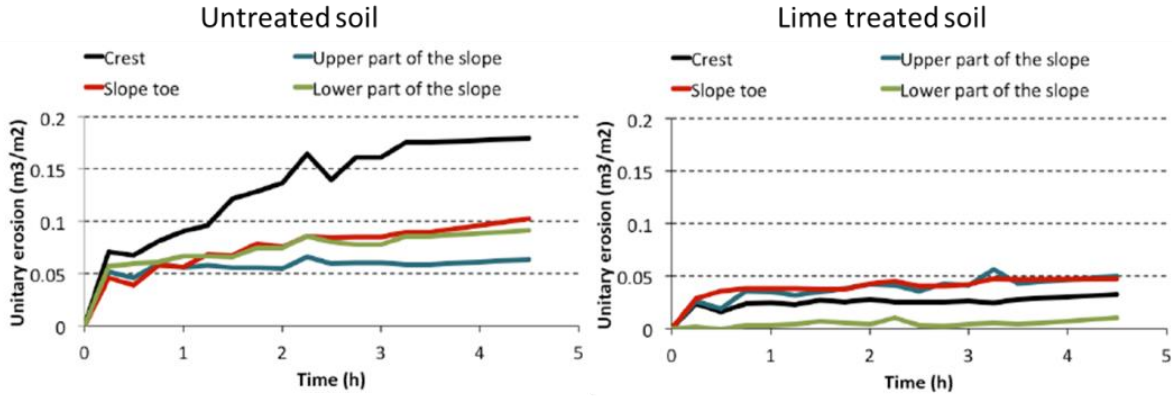 Untreated soil
Crest Upper part of the slope
Slope toe Lower part of the slope
Unitary erosion (m3/m2)
0.2
0.15
0.1
0.05
0
0 1 2 3 4 5
Time (h)
Lime treated soil
Crest Upper part of the slope
Slope toe Lower part of the slope
Unitary erosion (m3/m2)
0.2
0.15
0.1
0.05
0
0 1 2 3 4 5
Time (h)